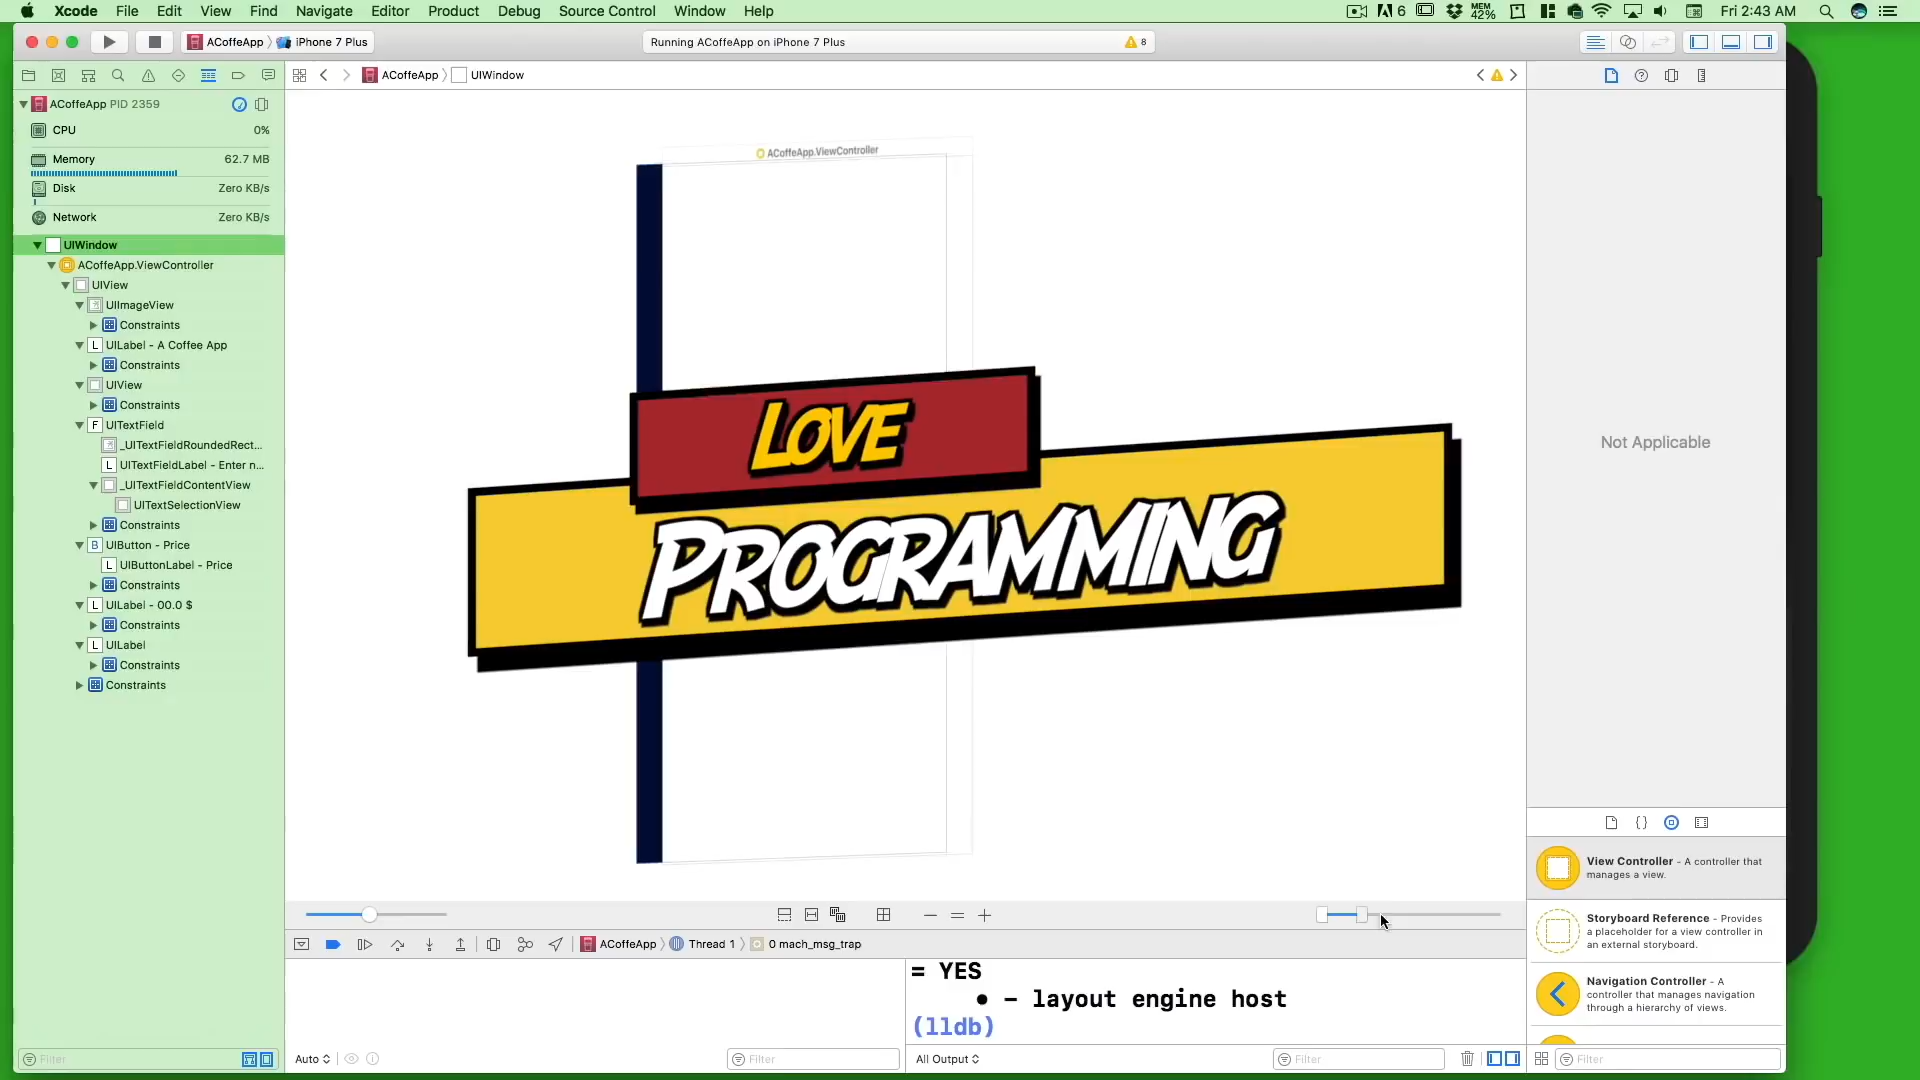 Xcode File Edit View Find Navigate Editor Product Debug Source Control Window Help
6 MEM 42% Fri 2:43 AM
ACoffeApp iPhone 7 Plus
Running ACoffeApp on iPhone 7 Plus
8
ACoffeApp UIWindow
ACoffeApp PID 2359
CPU 0%
Memory 62.7 MB
Disk Zero KB/s
Network Zero KB/s
UIWindow
ACoffeApp.ViewController
UIView
UIImageView
Constraints
L UILabel - A Coffee App
Constraints
UIView
Constraints
F UITextField
_UITextFieldRoundedRect...
L UITextFieldLabel - Enter n...
_UITextFieldContentView
UITextSelectionView
Constraints
B UIButton - Price
L UIButtonLabel - Price
Constraints
L UILabel - 00.0 $
Constraints
L UILabel
Constraints
Constraints
Filter
ACoffeApp.ViewController
LOVE
PROGRAMMING
ACoffeApp Thread 1 0 mach_msg_trap
= YES
• - layout engine host
(lldb)
Auto Filter
All Output Filter
Not Applicable
View Controller - A controller that
manages a view.
Storyboard Reference - Provides
a placeholder for a view controller in
an external storyboard.
Navigation Controller - A
controller that manages navigation
through a hierarchy of views.
Filter